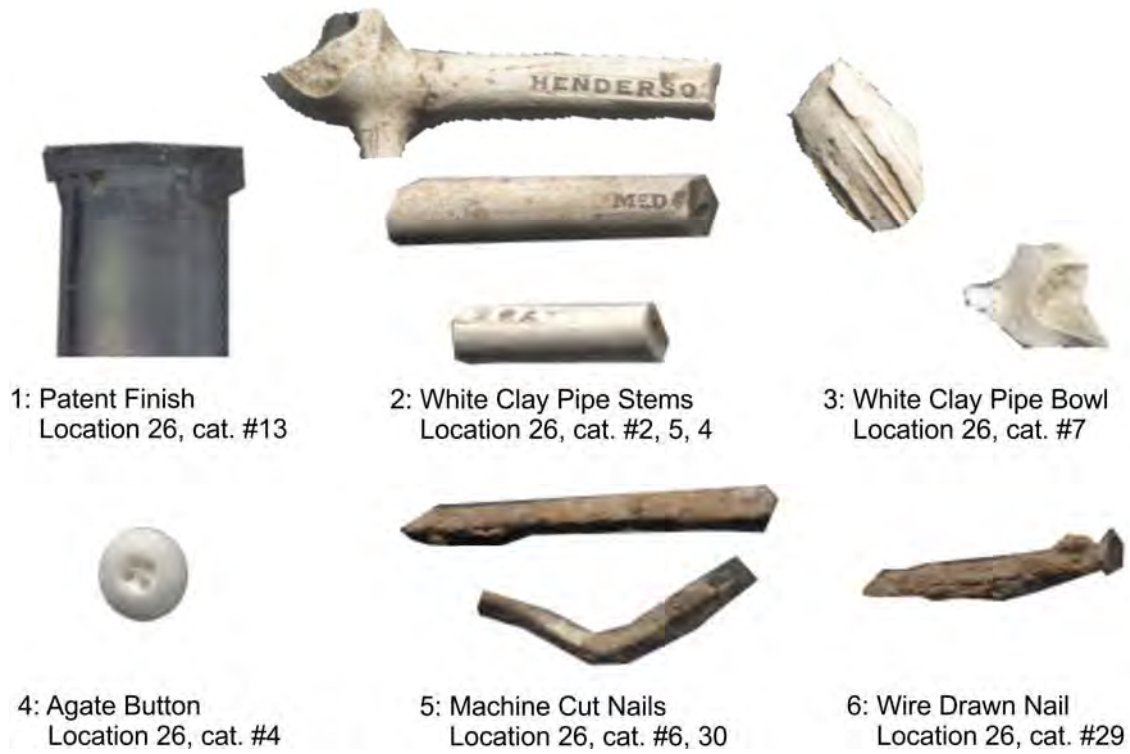 HENDERSO
MED
1: Patent Finish
Location 26, cat. #13
2: White Clay Pipe Stems
Location 26, cat. #2, 5, 4
3: White Clay Pipe Bowl
Location 26, cat. #7
4: Agate Button
Location 26, cat. #4
5: Machine Cut Nails
Location 26, cat. #6, 30
6: Wire Drawn Nail
Location 26, cat. #29